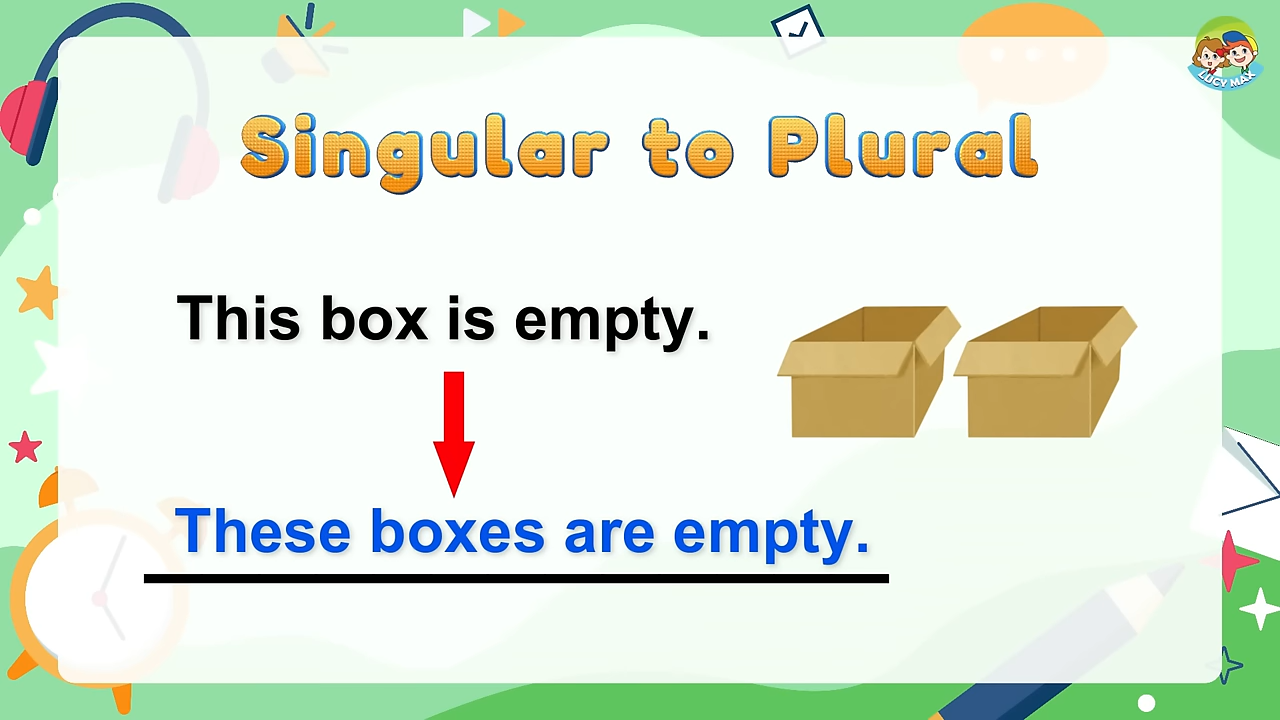 LUCY MAX
Singular to Plural
This box is empty.
These boxes are empty.